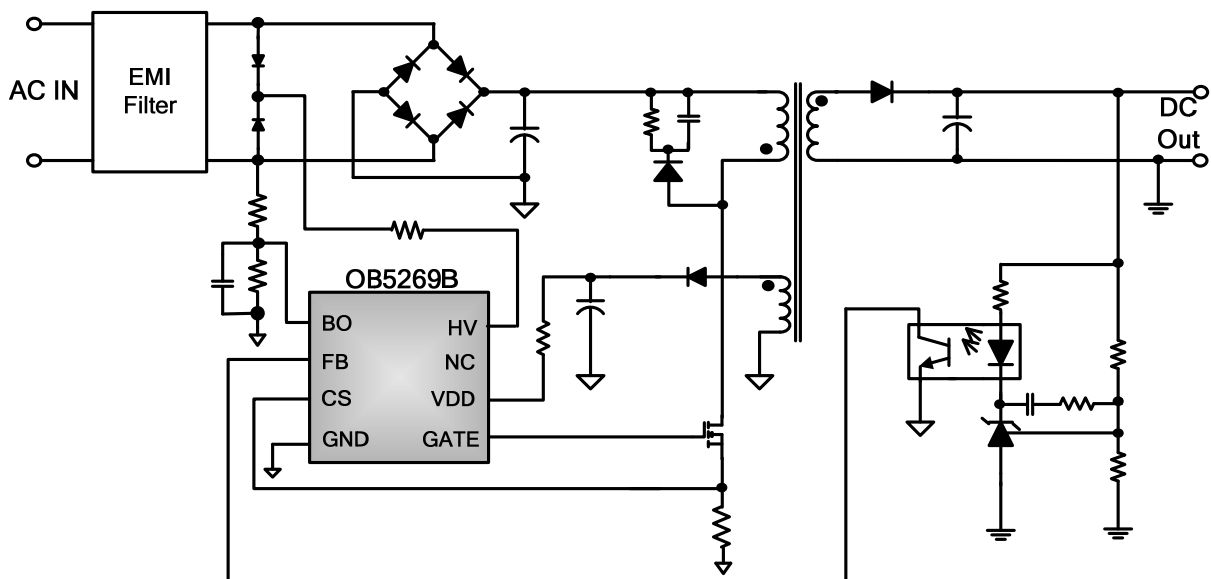 AC IN
EMI
Filter
DC
Out
OB5269B
BO
HV
FB
NC
CS
VDD
GND
GATE